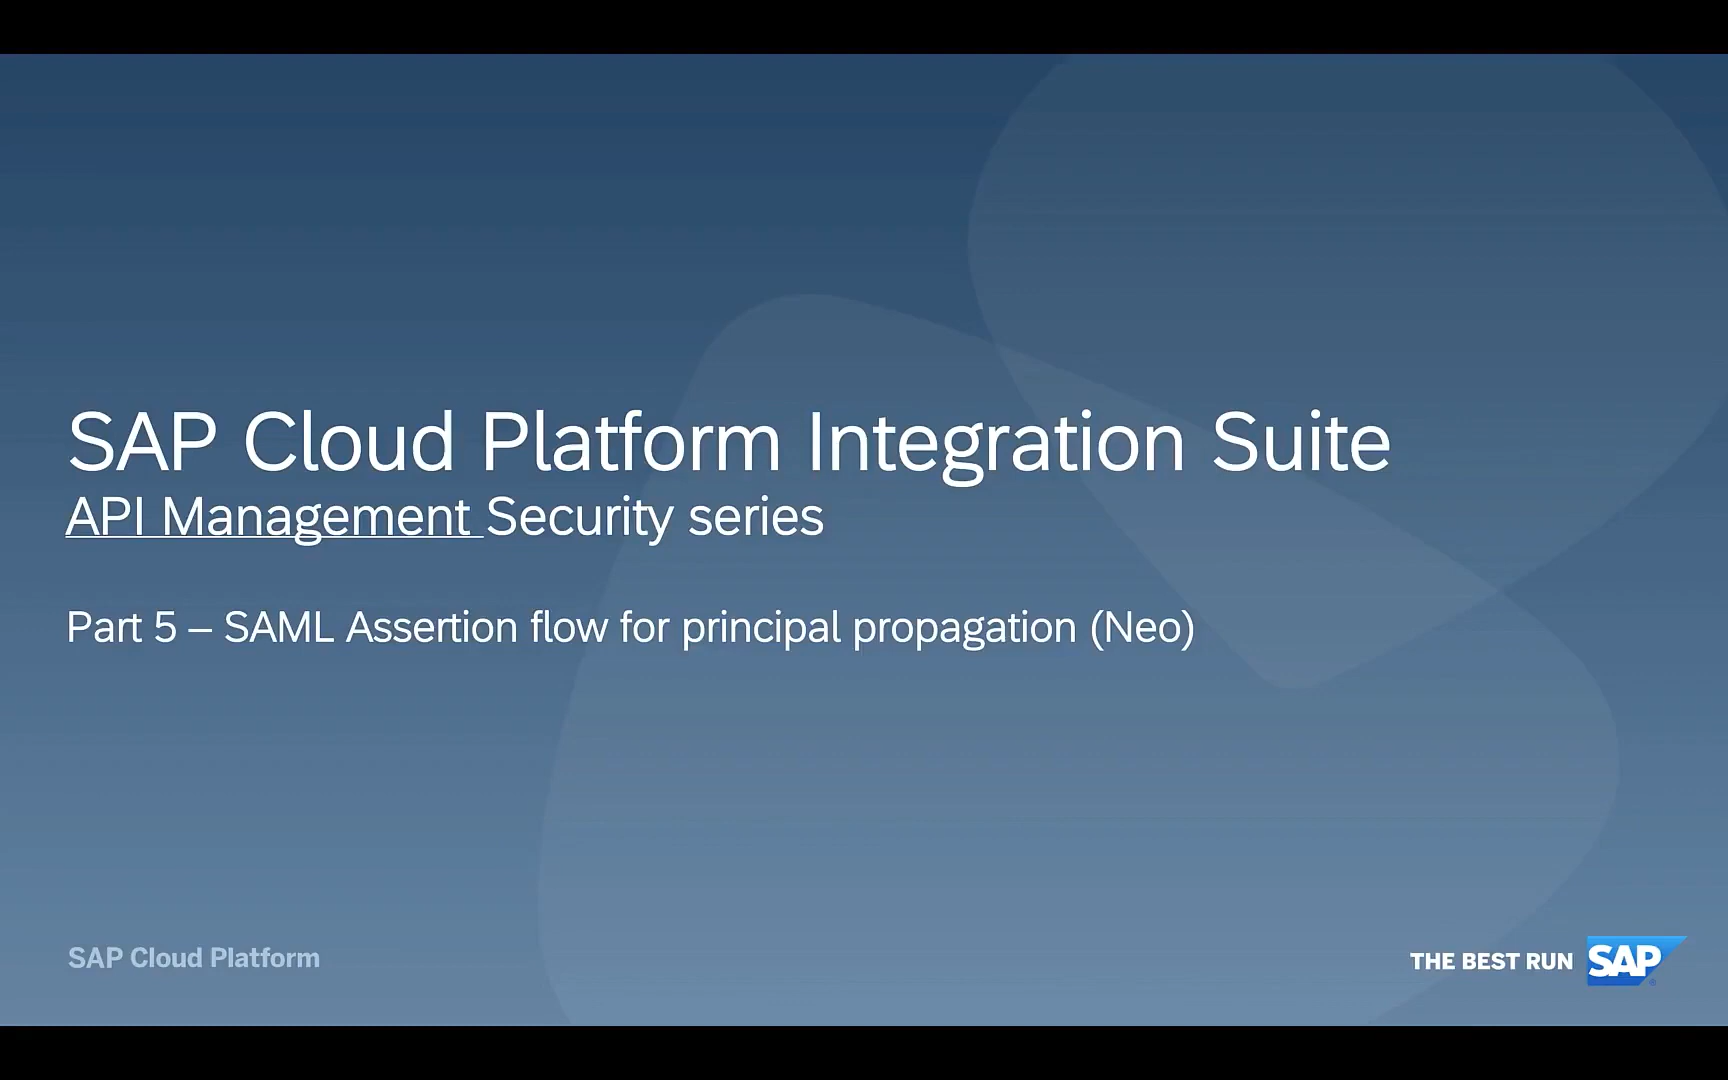 SAP Cloud Platform Integration Suite
API Management Security series
Part 5 – SAML Assertion flow for principal propagation (Neo)
SAP Cloud Platform
THE BEST RUN SAP